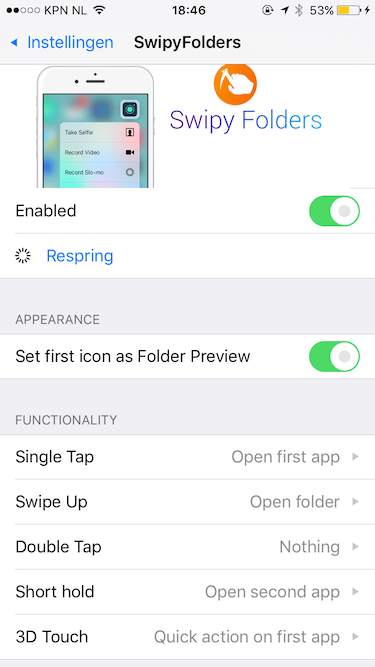 KPN NL 18:46 53%
Instellingen SwipyFolders
Take Selfie
Record Video
Record Slo-mo
Swipy Folders
Enabled
Respring
APPEARANCE
Set first icon as Folder Preview
FUNCTIONALITY
Single Tap Open first app
Swipe Up Open folder
Double Tap Nothing
Short hold Open second app
3D Touch Quick action on first app